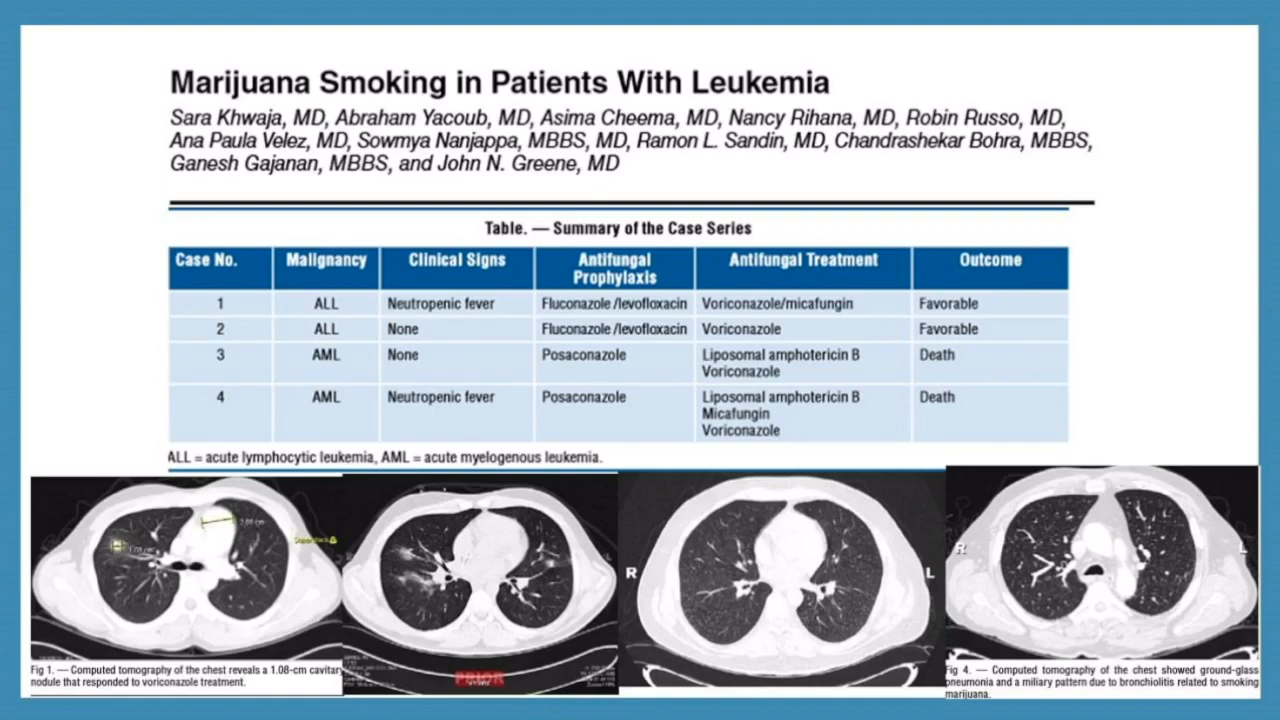 Marijuana Smoking in Patients With Leukemia
Sara Khwaja, MD, Abraham Yacoub, MD, Asima Cheema, MD, Nancy Rihana, MD, Robin Russo, MD,
Ana Paula Velez, MD, Sowmya Nanjappa, MBBS, MD, Ramon L. Sandin, MD, Chandrashekar Bohra, MBBS,
Ganesh Gajanan, MBBS, and John N. Greene, MD
Table. — Summary of the Case Series
Case No. Malignancy Clinical Signs Antifungal Prophylaxis Antifungal Treatment Outcome
1 ALL Neutropenic fever Fluconazole/levofloxacin Voriconazole/micafungin Favorable
2 ALL None Fluconazole/levofloxacin Voriconazole Favorable
3 AML None Posaconazole Liposomal amphotericin B Death
Voriconazole
4 AML Neutropenic fever Posaconazole Liposomal amphotericin B Death
Micafungin
Voriconazole
ALL = acute lymphocytic leukemia, AML = acute myelogenous leukemia.
1.08 cm
R L
R L
PRIOR
Fig 1. — Computed tomography of the chest reveals a 1.08-cm cavitary
nodule that responded to voriconazole treatment.
Fig 4. — Computed tomography of the chest showed ground-glass
pneumonia and a miliary pattern due to bronchiolitis related to smoking
marijuana.